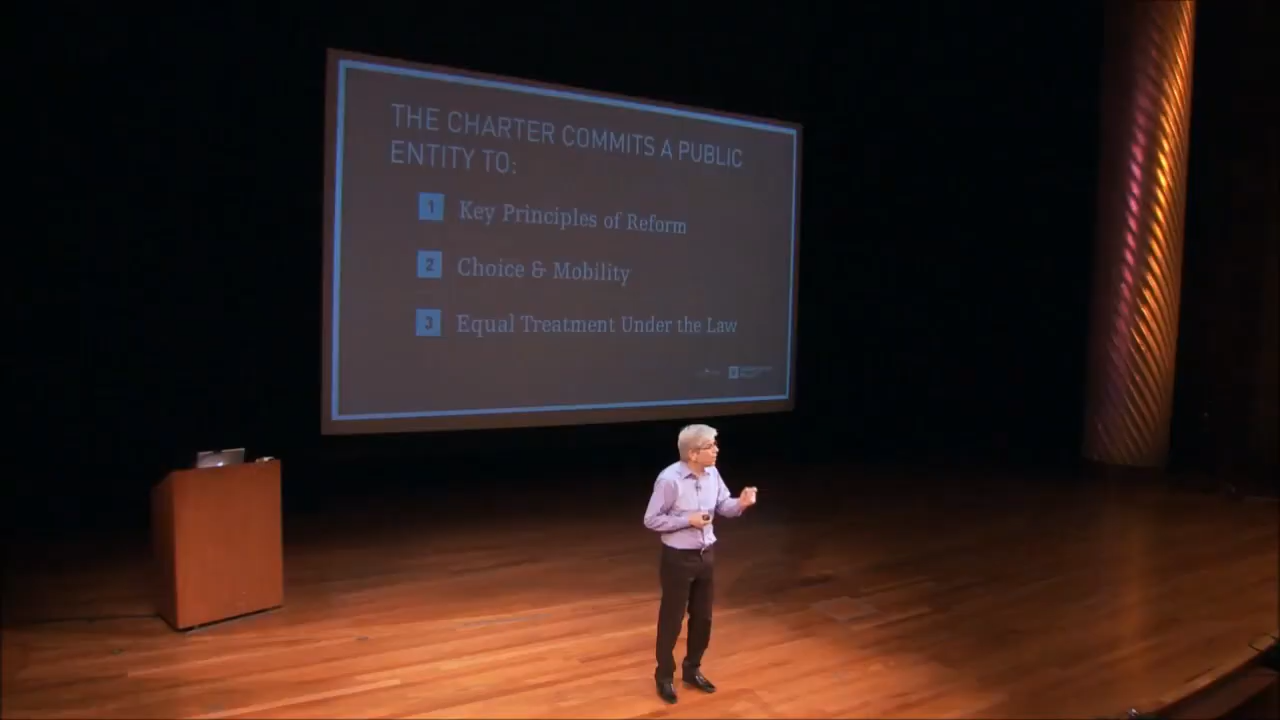 THE CHARTER COMMITS A PUBLIC
ENTITY TO:
1 Key Principles of Reform
2 Choice & Mobility
3 Equal Treatment Under the Law